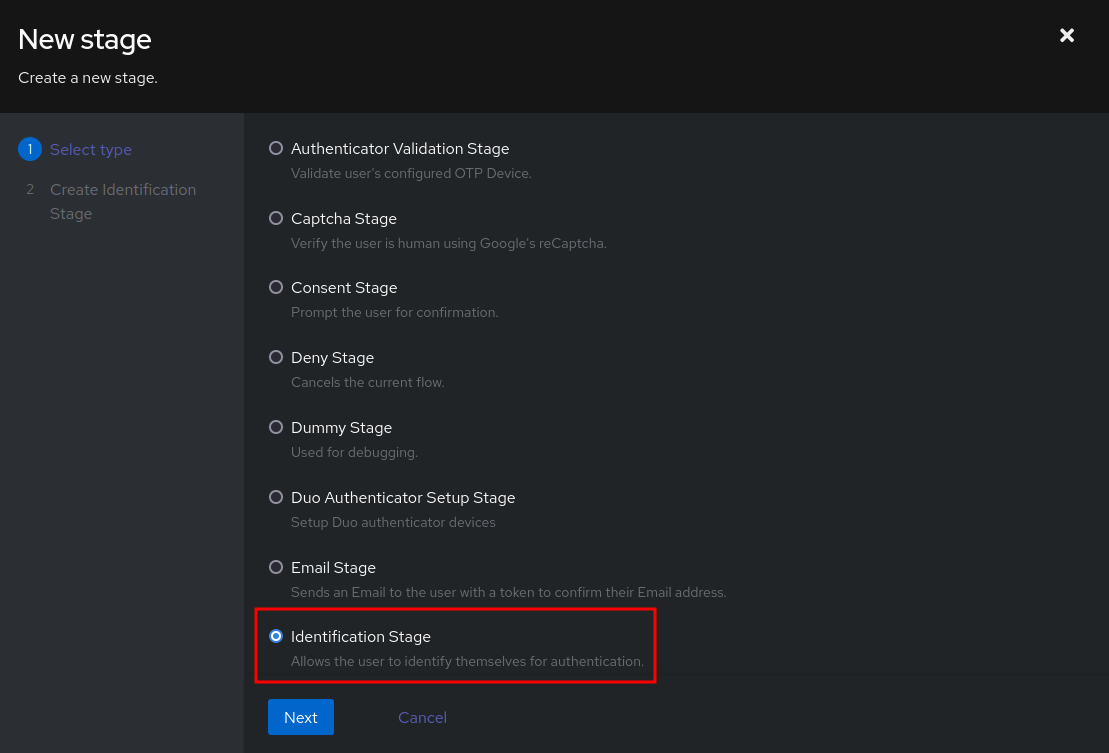 New stage
Create a new stage.
1 Select type
2 Create Identification
Stage
Authenticator Validation Stage
Validate user's configured OTP Device.
Captcha Stage
Verify the user is human using Google's reCaptcha.
Consent Stage
Prompt the user for confirmation.
Deny Stage
Cancels the current flow.
Dummy Stage
Used for debugging.
Duo Authenticator Setup Stage
Setup Duo authenticator devices
Email Stage
Sends an Email to the user with a token to confirm their Email address.
Identification Stage
Allows the user to identify themselves for authentication.
Next Cancel